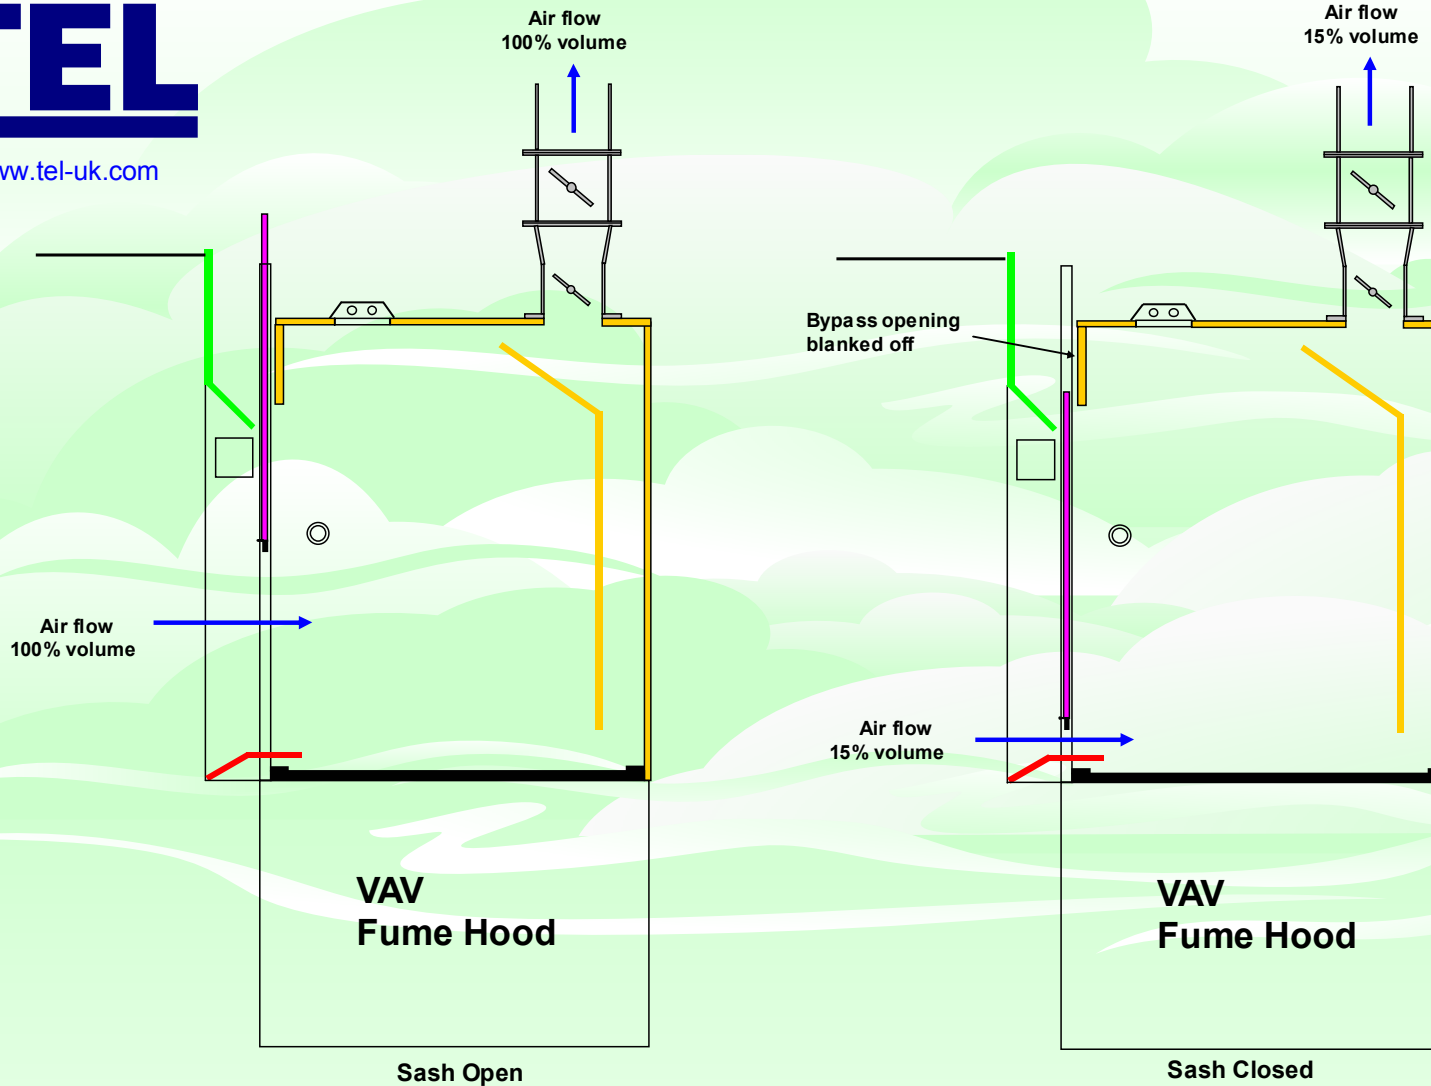 TEL
ww.tel-uk.com
Air flow
100% volume
Air flow
15% volume
Bypass opening
blanked off
Air flow
100% volume
Air flow
15% volume
VAV
Fume Hood
VAV
Fume Hood
Sash Open
Sash Closed